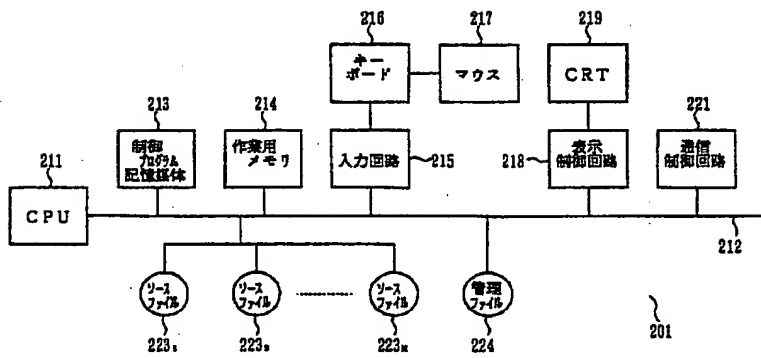 216
217
219
キー
ボード
マウス
CRT
213
214
221
211
制御
プログラム
記憶媒体
作業用
メモリ
入力回路
215
218
表示
制御回路
通信
制御回路
CPU
212
ソース
ファイル
ソース
ファイル
ソース
ファイル
管理
ファイル
223
223
223
224
201